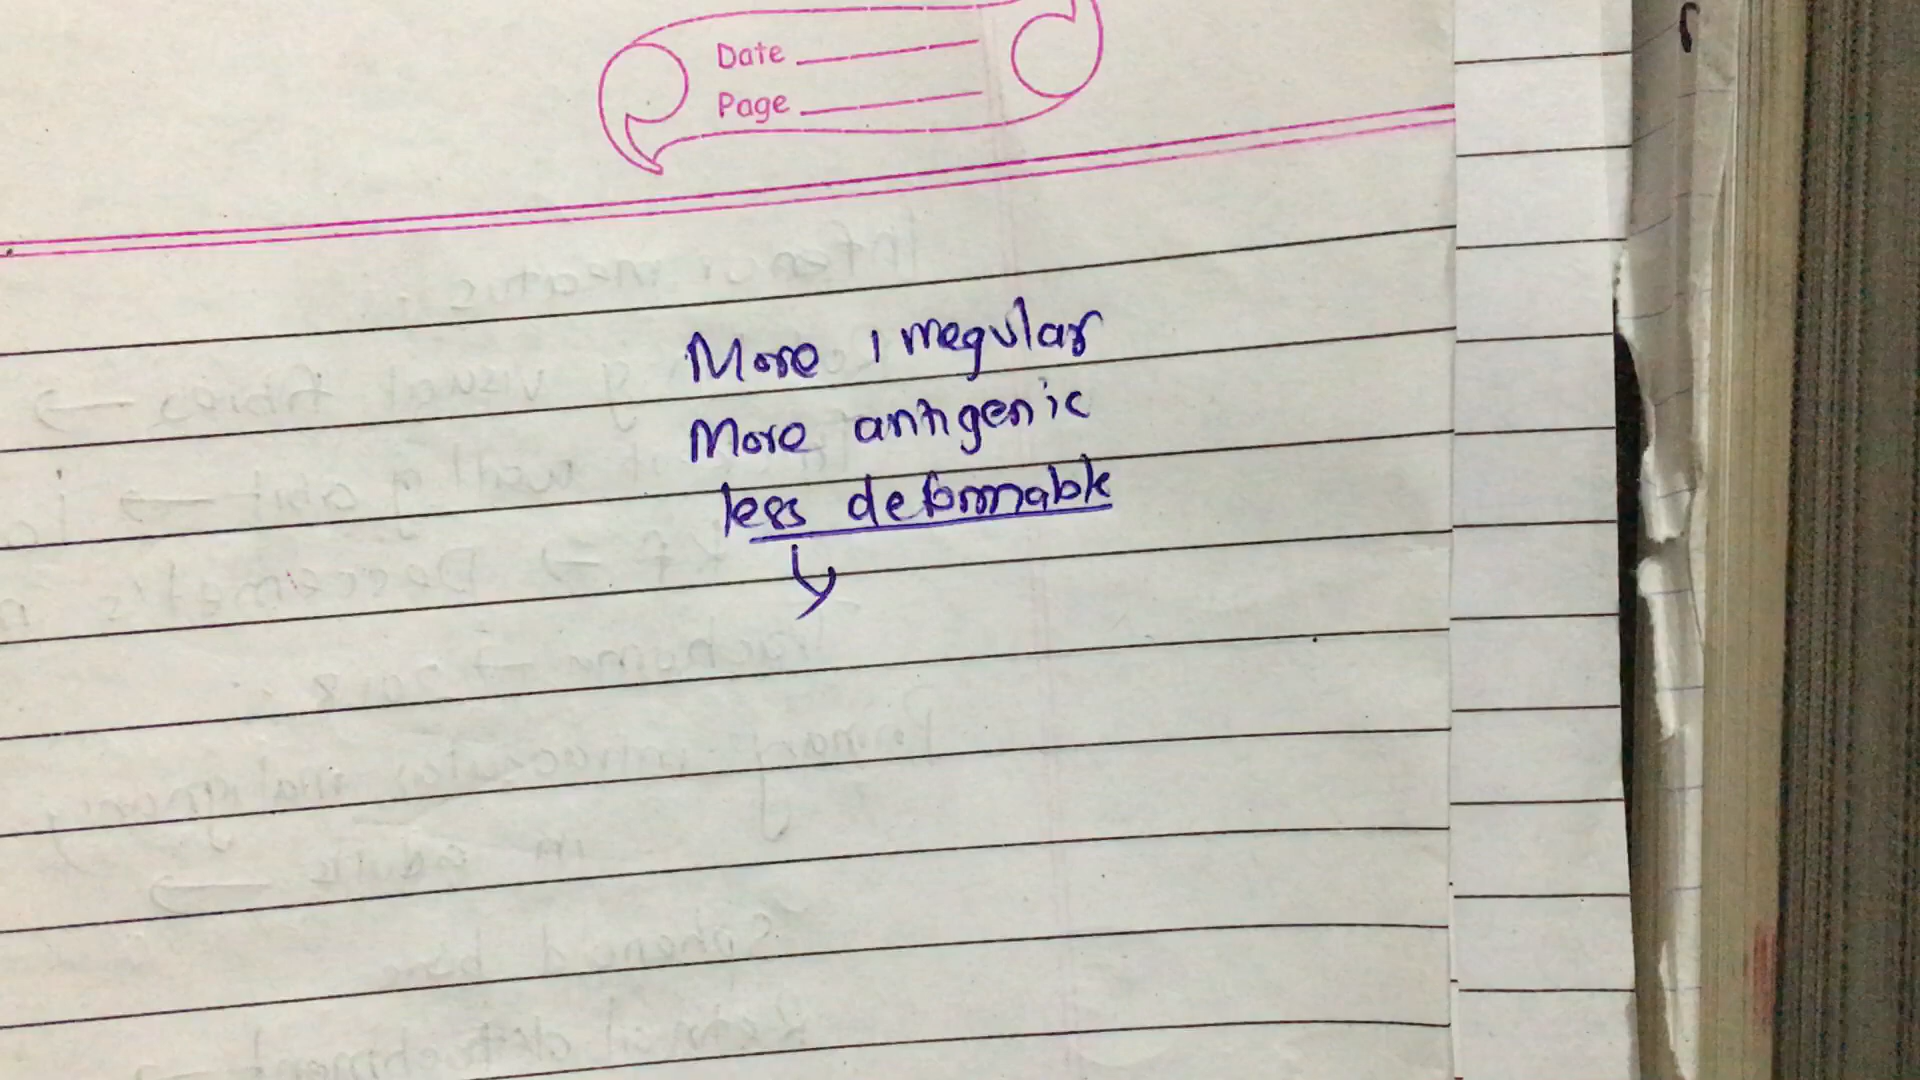 Date
Page
More irregular
More antigenic
less deformable